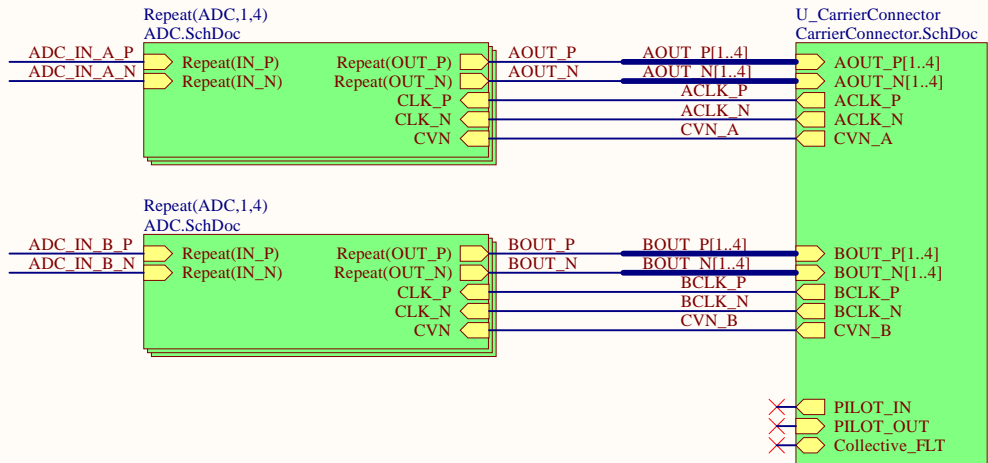 Repeat(ADC,1,4)
ADC.SchDoc
U_CarrierConnector
CarrierConnector.SchDoc
ADC_IN_A_P
Repeat(IN_P)
Repeat(OUT_P)
AOUT_P
AOUT_P[1..4]
AOUT_P[1..4]
ADC_IN_A_N
Repeat(IN_N)
Repeat(OUT_N)
AOUT_N
AOUT_N[1..4]
AOUT_N[1..4]
CLK_P
ACLK_P
ACLK_P
CLK_N
ACLK_N
ACLK_N
CVN
CVN_A
CVN_A
Repeat(ADC,1,4)
ADC.SchDoc
ADC_IN_B_P
Repeat(IN_P)
Repeat(OUT_P)
BOUT_P
BOUT_P[1..4]
BOUT_P[1..4]
ADC_IN_B_N
Repeat(IN_N)
Repeat(OUT_N)
BOUT_N
BOUT_N[1..4]
BOUT_N[1..4]
CLK_P
BCLK_P
BCLK_P
CLK_N
BCLK_N
BCLK_N
CVN
CVN_B
CVN_B
PILOT_IN
PILOT_OUT
Collective_FLT